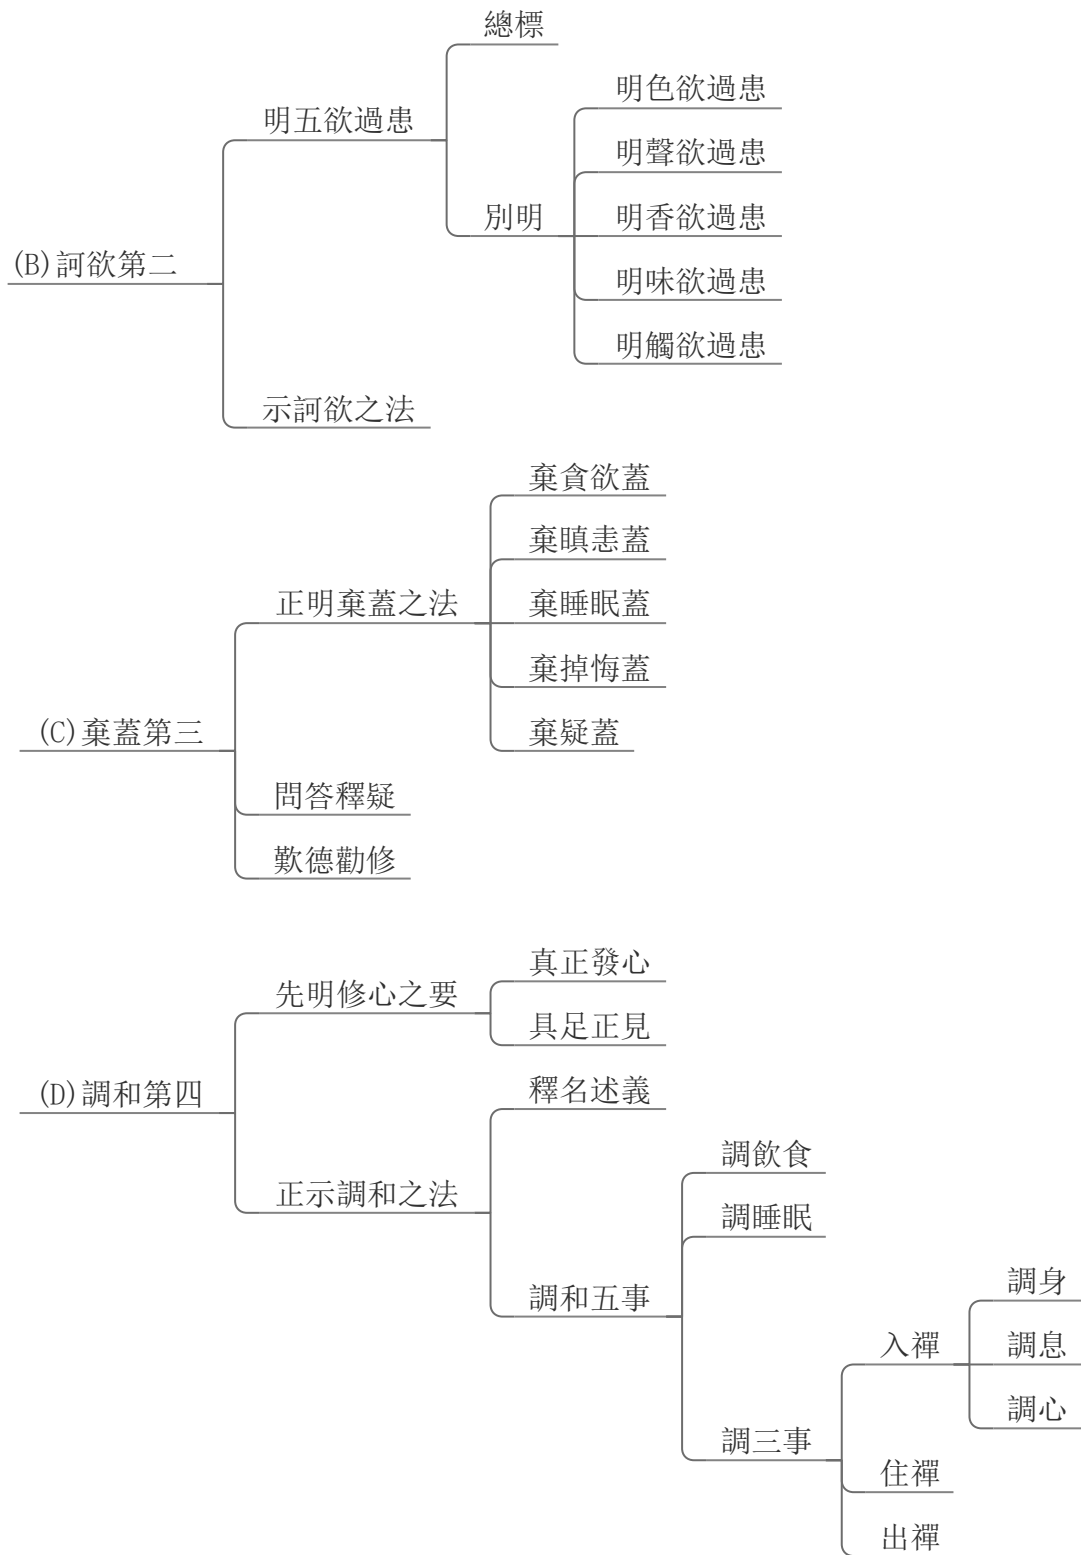 (B)訶欲第二
明五欲過患
總標
別明
明色欲過患
明聲欲過患
明香欲過患
明味欲過患
明觸欲過患
示訶欲之法
(C)棄蓋第三
正明棄蓋之法
棄貪欲蓋
棄瞋恚蓋
棄睡眠蓋
棄掉悔蓋
棄疑蓋
問答釋疑
歎德勸修
(D)調和第四
先明修心之要
真正發心
具足正見
正示調和之法
釋名述義
調和五事
調飲食
調睡眠
調三事
入禪
調身
調息
調心
住禪
出禪